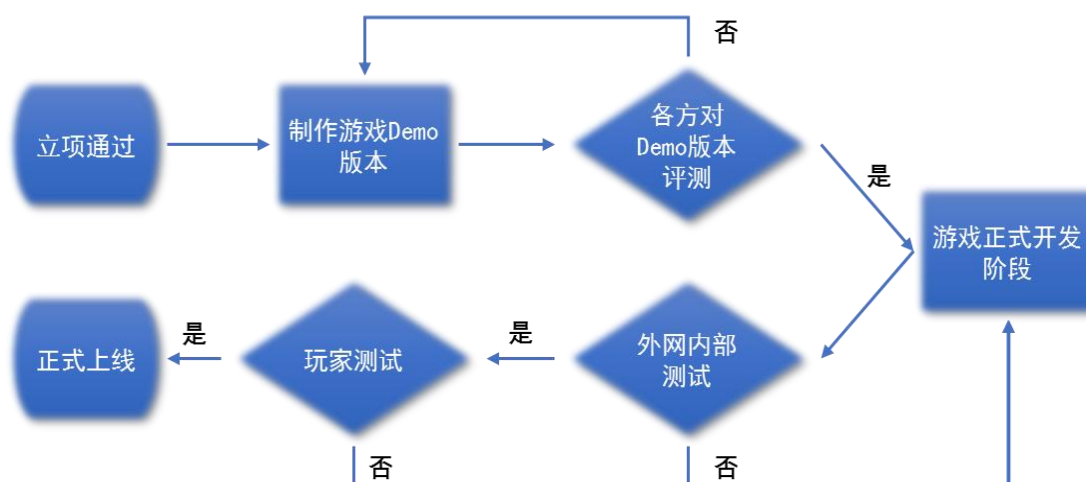 否
立项通过
制作游戏Demo
版本
各方对
Demo版本
评测
是
游戏正式开发
阶段
正式上线
是
玩家测试
是
外网内部
测试
否
否